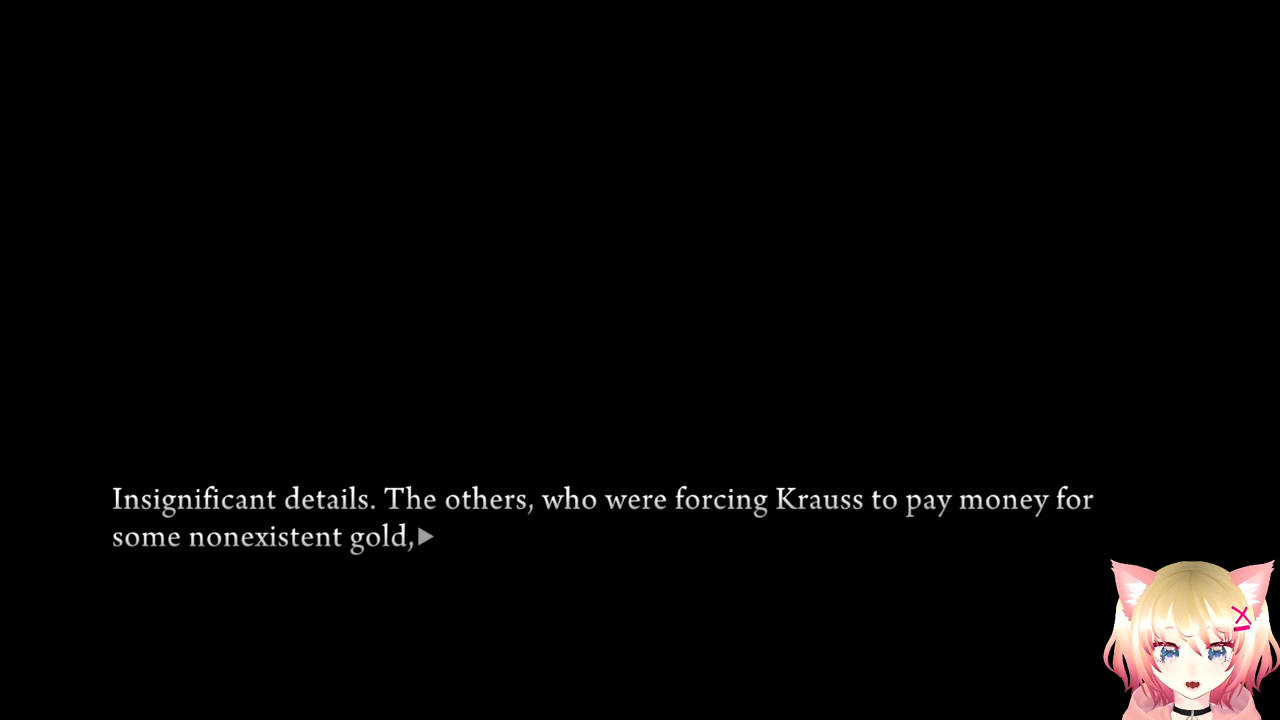 Insignificant details. The others, who were forcing Krauss to pay money for
some nonexistent gold,